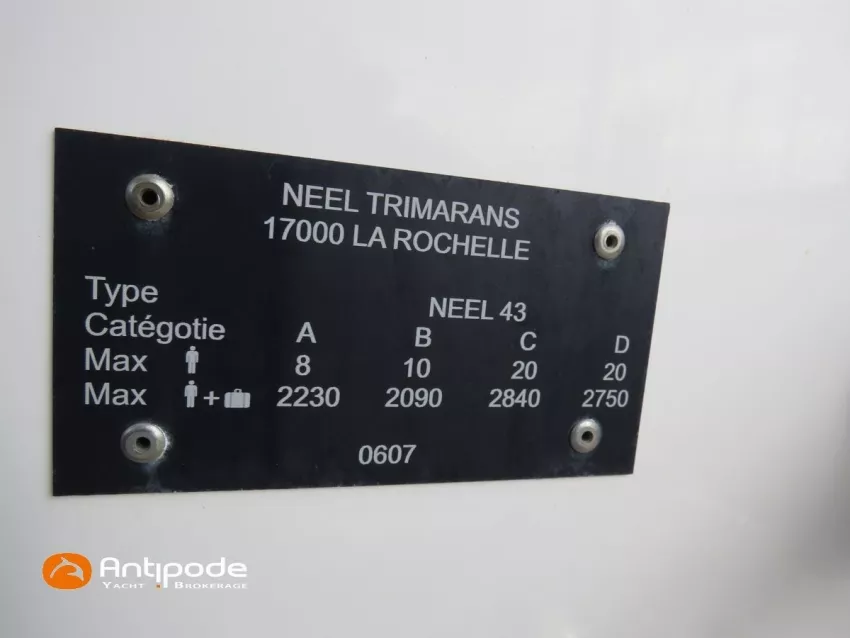 NEEL TRIMARANS
17000 LA ROCHELLE
Type NEEL 43
Catégotie A B C D
Max 8 10 20 20
Max + 2230 2090 2840 2750
0607
Antipode
YACHT BROKERAGE